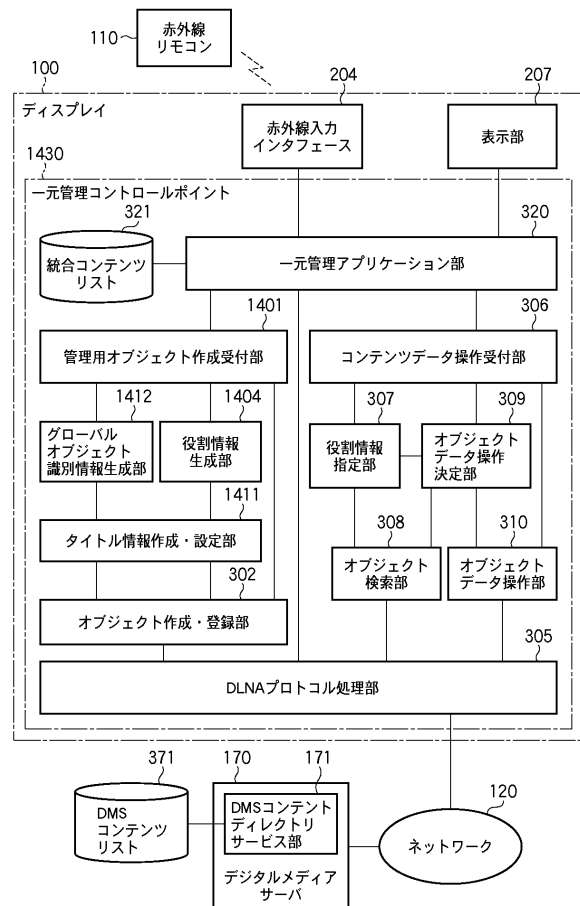 110
赤外線
リモコン
100
ディスプレイ
204
赤外線入力
インタフェース
207
表示部
1430
一元管理コントロールポイント
321
統合コンテンツ
リスト
320
一元管理アプリケーション部
1401
管理用オブジェクト作成受付部
306
コンテンツデータ操作受付部
1412
グローバル
オブジェクト
識別情報生成部
1404
役割情報
生成部
307
役割情報
指定部
309
オブジェクト
データ操作
決定部
1411
タイトル情報作成・設定部
308
オブジェクト
検索部
310
オブジェクト
データ操作部
302
オブジェクト作成・登録部
305
DLNAプロトコル処理部
371
DMS
コンテンツ
リスト
170
171
DMSコンテント
ディレクトリ
サービス部
デジタルメディア
サーバ
120
ネットワーク